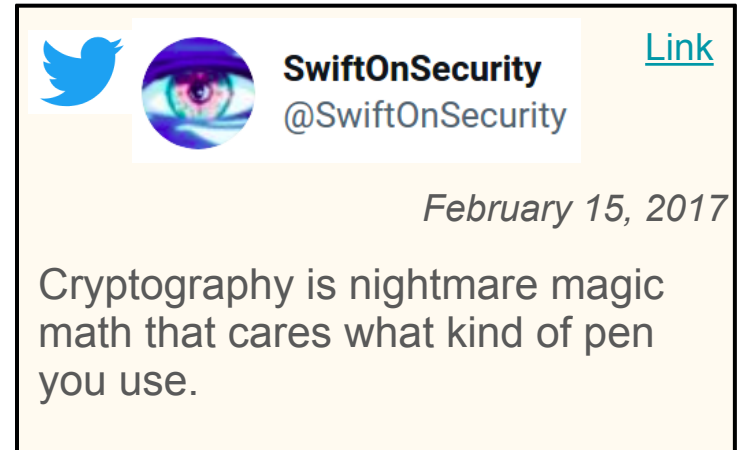 SwiftOnSecurity
Link
@SwiftOnSecurity
February 15, 2017
Cryptography is nightmare magic
math that cares what kind of pen
you use.